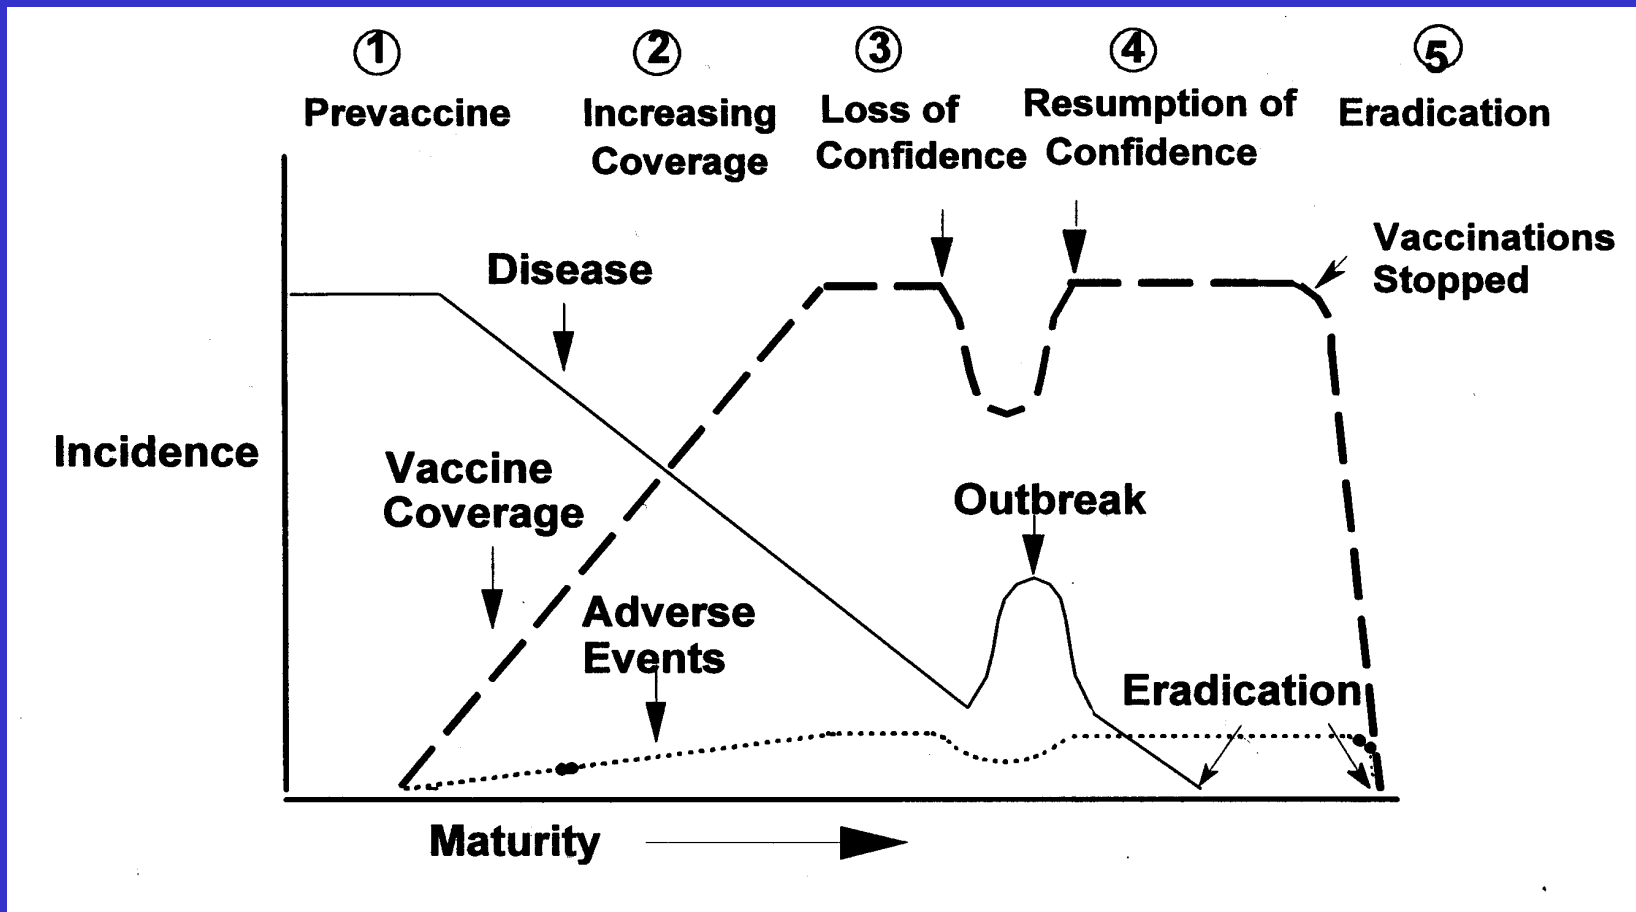 ① ② ③ ④ ⑤
Prevaccine
Increasing
Coverage
Loss of
Confidence
Resumption of
Confidence
Eradication
Vaccinations
Stopped
Disease
Incidence
Vaccine
Coverage
Outbreak
Adverse
Events
Eradication
Maturity